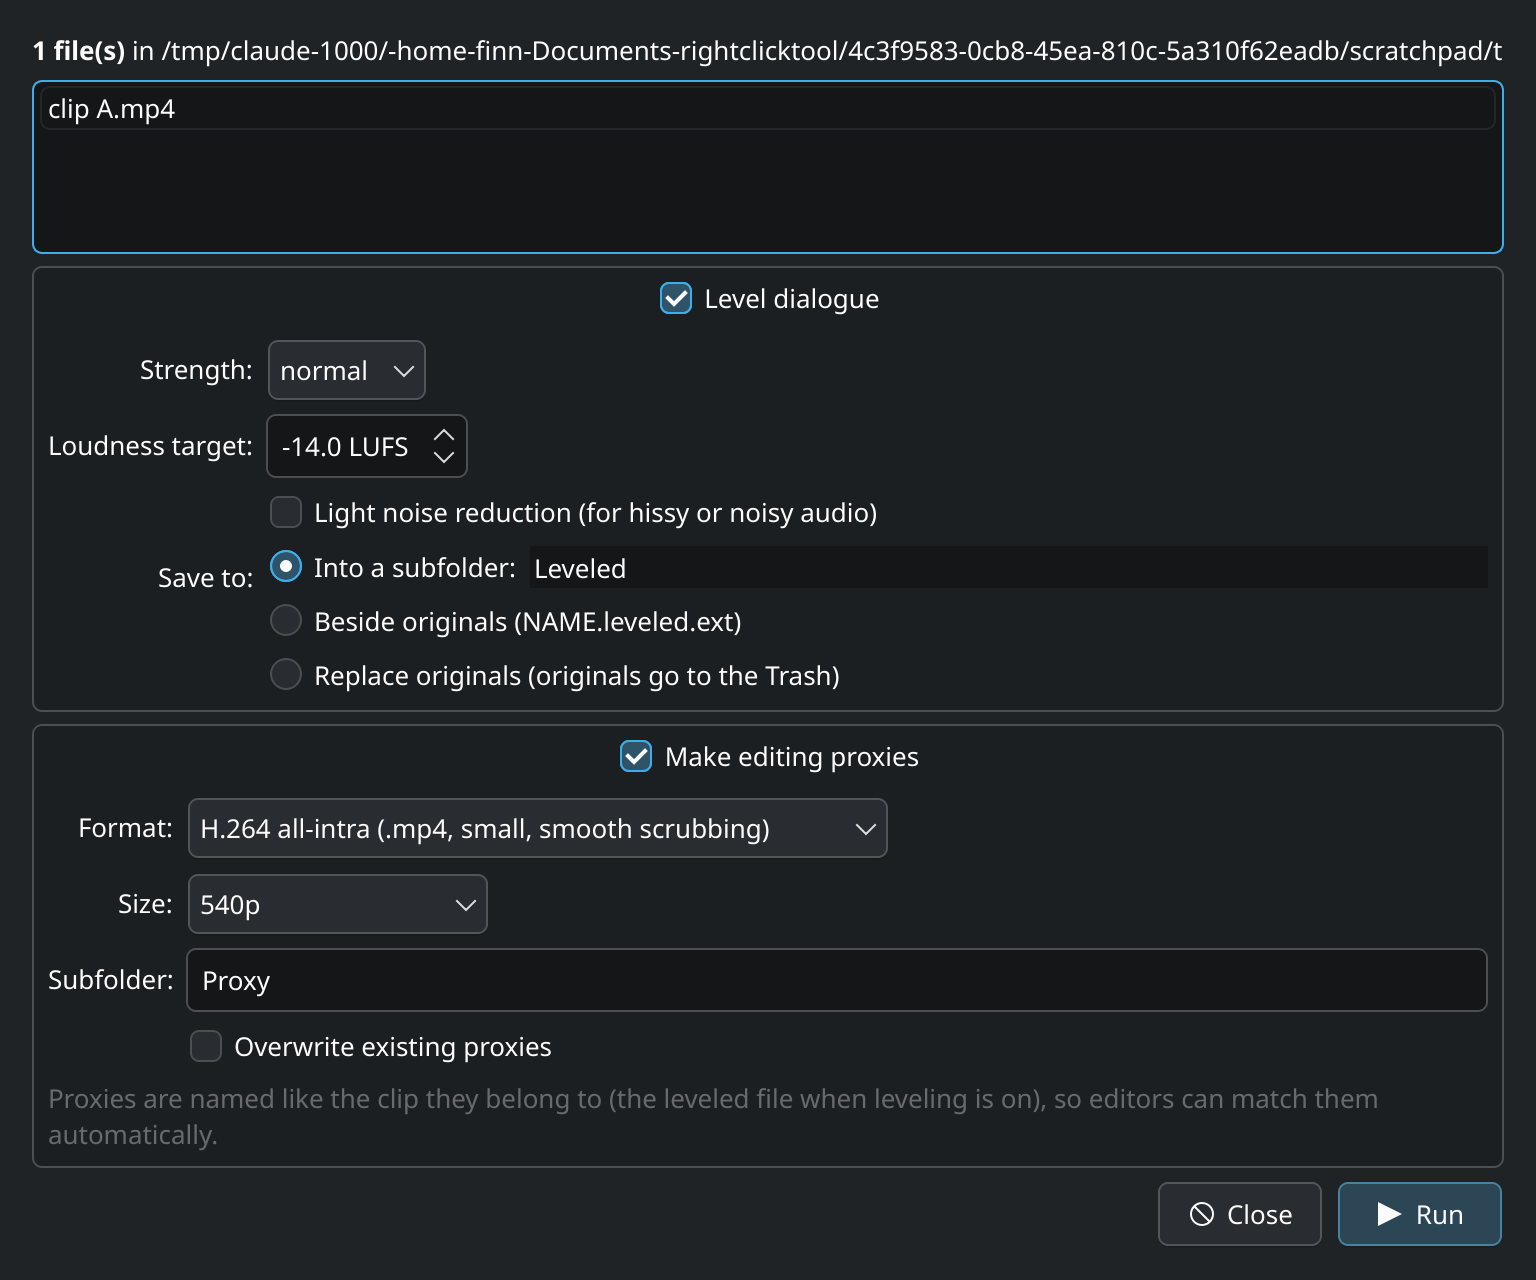 1 file(s) in /tmp/claude-1000/-home-finn-Documents-rightclicktool/4c3f9583-0cb8-45ea-810c-5a310f62eadb/scratchpad/t
clip A.mp4
Level dialogue
Strength: normal
Loudness target: -14.0 LUFS
Light noise reduction (for hissy or noisy audio)
Save to: Into a subfolder: Leveled
Beside originals (NAME.leveled.ext)
Replace originals (originals go to the Trash)
Make editing proxies
Format: H.264 all-intra (.mp4, small, smooth scrubbing)
Size: 540p
Subfolder: Proxy
Overwrite existing proxies
Proxies are named like the clip they belong to (the leveled file when leveling is on), so editors can match them
automatically.
Close Run